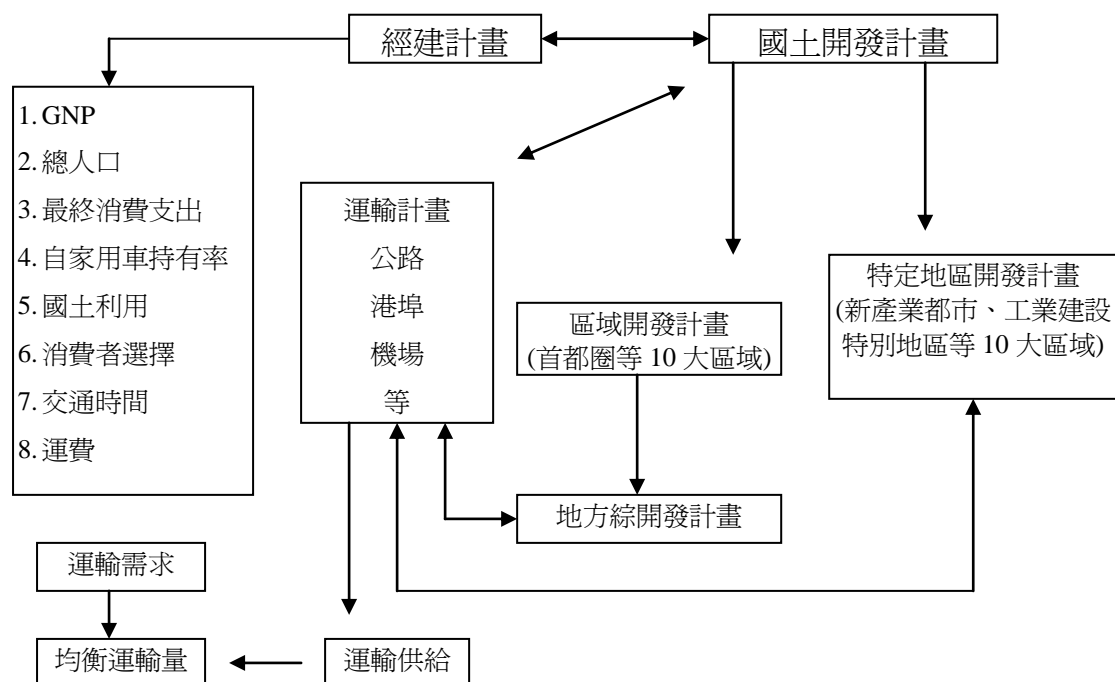 經建計畫
國土開發計畫
1. GNP
2. 總人口
3. 最終消費支出
4. 自家用車持有率
5. 國土利用
6. 消費者選擇
7. 交通時間
8. 運費
運輸計畫
公路
港埠
機場
等
區域開發計畫
(首都圈等 10 大區域)
特定地區開發計畫
(新產業都市、工業建設
特別地區等 10 大區域)
地方綜開發計畫
運輸需求
均衡運輸量
運輸供給